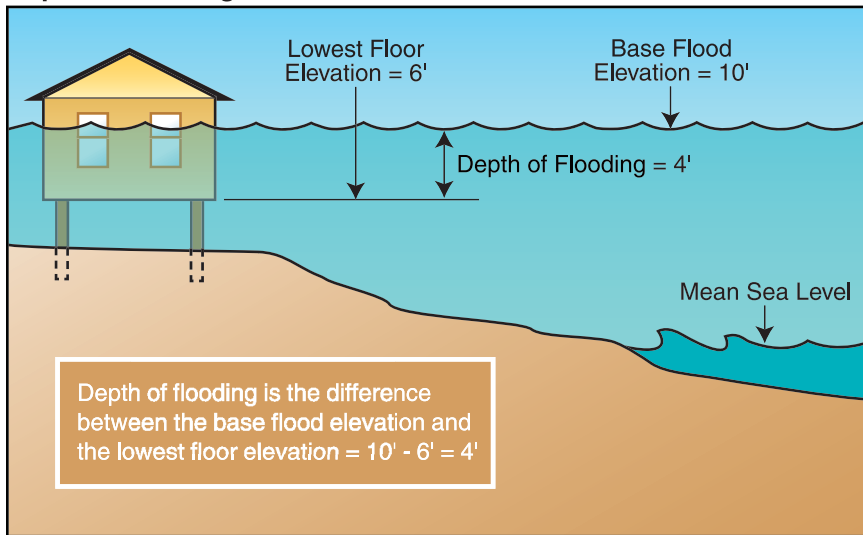 Lowest Floor
Elevation = 6'
Base Flood
Elevation = 10'
Depth of Flooding = 4'
Mean Sea Level
Depth of flooding is the difference
between the base flood elevation and
the lowest floor elevation = 10' - 6' = 4'